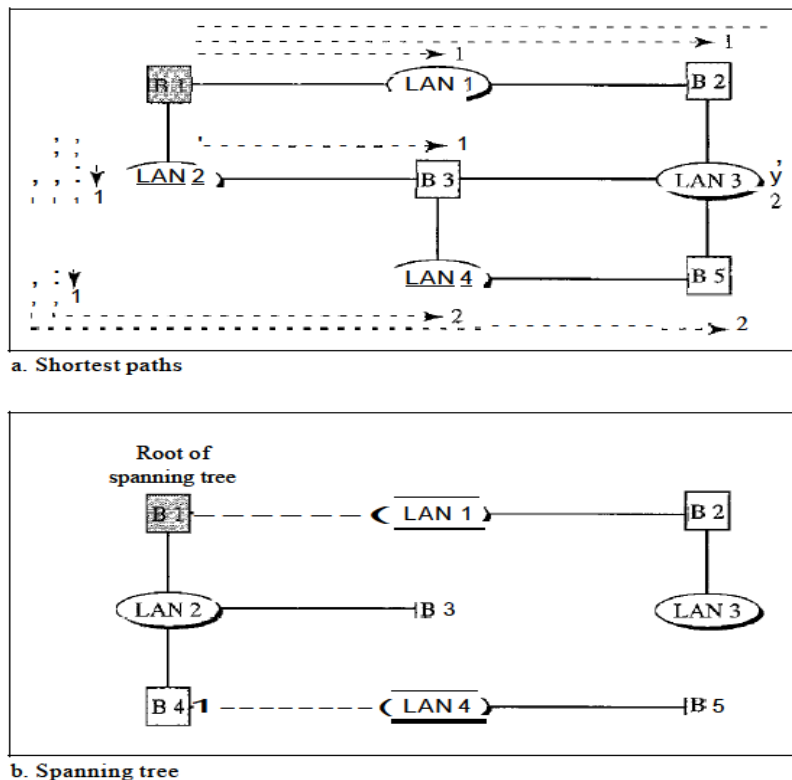 1
1
B 1
LAN 1
B 2
1
LAN 2
B 3
LAN 3
y
2
1
LAN 4
B 5
1
2
2
a. Shortest paths
Root of
spanning tree
B 1
LAN 1
B 2
LAN 2
B 3
LAN 3
B 4
LAN 4
B 5
b. Spanning tree